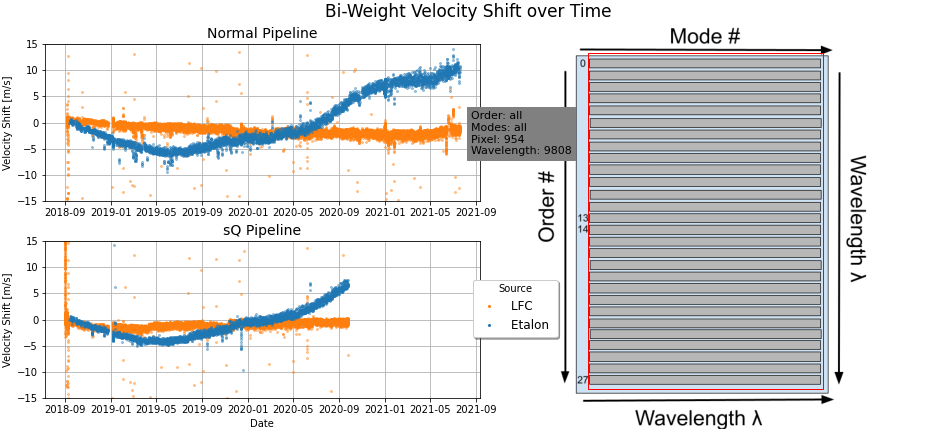 Bi-Weight Velocity Shift over Time
Normal Pipeline
Velocity Shift [m/s]
15
10
5
0
−5
−10
−15
2018-09 2019-01 2019-05 2019-09 2020-01 2020-05 2020-09 2021-01 2021-05 2021-09
Order: all
Modes: all
Pixel: 954
Wavelength: 9808
sQ Pipeline
Velocity Shift [m/s]
15
10
5
0
−5
−10
−15
2018-09 2019-01 2019-05 2019-09 2020-01 2020-05 2020-09 2021-01 2021-05 2021-09
Date
Source
LFC
Etalon
Mode #
Order #
0
13
14
27
Wavelength λ
Wavelength λ